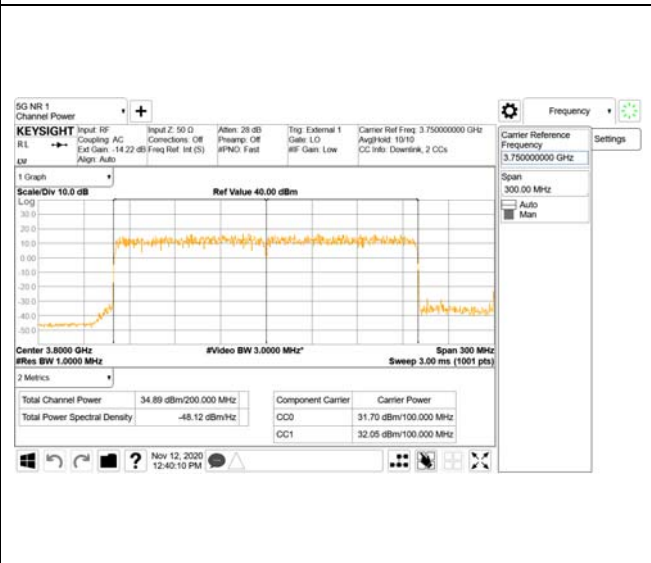 5G NR 1
Channel Power
Frequency
KEYSIGHT
RL
Input: RF
Coupling: AC
Ext Gain: -14.22 dB
Align: Auto
Input Z: 50 Ω
Corrections: Off
Freq Ref: Int (S)
Atten: 28 dB
Preamp: Off
#PNO: Fast
Trig: External 1
Gate: LO
#IF Gain: Low
Carrier Ref Freq: 3.750000000 GHz
Avg|Hold: 10/10
CC Info: Downlink, 2 CCs
Carrier Reference
Frequency
3.750000000 GHz
Settings
Span
300.00 MHz
Auto
Man
1 Graph
Scale/Div 10.0 dB
Ref Value 40.00 dBm
Log
30.0
20.0
10.0
0.00
-10.0
-20.0
-30.0
-40.0
-50.0
Center 3.8000 GHz
#Video BW 3.0000 MHz*
Span 300 MHz
#Res BW 1.0000 MHz
Sweep 3.00 ms (1001 pts)
2 Metrics
Total Channel Power 34.89 dBm/200.000 MHz
Total Power Spectral Density -48.12 dBm/Hz
Component Carrier Carrier Power
CC0 31.70 dBm/100.000 MHz
CC1 32.05 dBm/100.000 MHz
Nov 12, 2020
12:40:10 PM